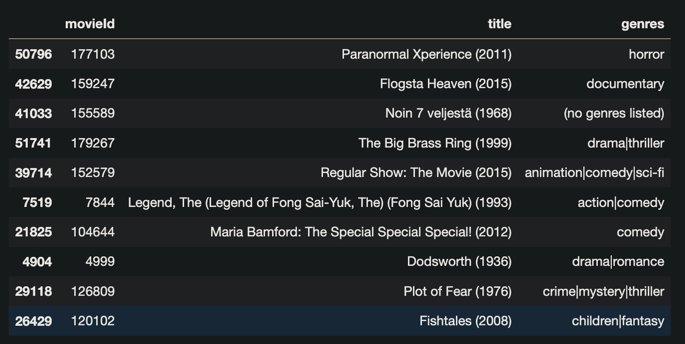 movieId title genres
50796 177103 Paranormal Xperience (2011) horror
42629 159247 Flogsta Heaven (2015) documentary
41033 155589 Noin 7 veljestä (1968) (no genres listed)
51741 179267 The Big Brass Ring (1999) drama|thriller
39714 152579 Regular Show: The Movie (2015) animation|comedy|sci-fi
7519 7844 Legend, The (Legend of Fong Sai-Yuk, The) (Fong Sai Yuk) (1993) action|comedy
21825 104644 Maria Bamford: The Special Special Special! (2012) comedy
4904 4999 Dodsworth (1936) drama|romance
29118 126809 Plot of Fear (1976) crime|mystery|thriller
26429 120102 Fishtales (2008) children|fantasy